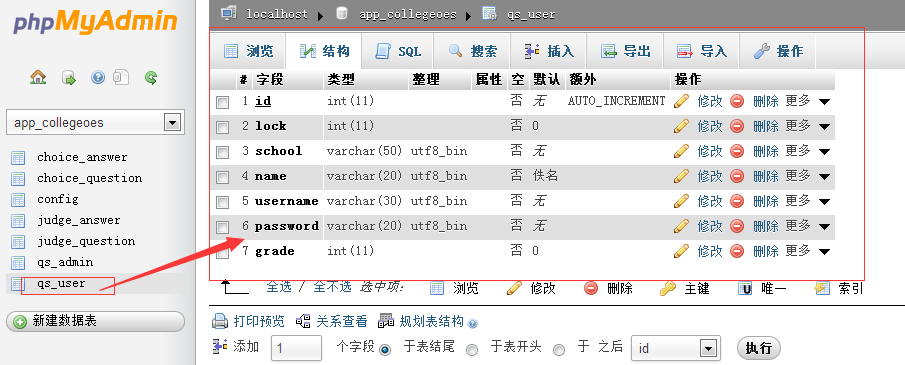 phpMyAdmin
app_collegeoes
choice_answer
choice_question
config
judge_answer
judge_question
qs_admin
qs_user
新建数据表
localhost app_collegeoes qs_user
浏览 结构 SQL 搜索 插入 导出 导入 操作
# 字段 类型 整理 属性 空 默认 额外 操作
1 id int(11) 否 无 AUTO_INCREMENT 修改 删除 更多
2 lock int(11) 否 0 修改 删除 更多
3 school varchar(50) utf8_bin 否 无 修改 删除 更多
4 name varchar(20) utf8_bin 否 佚名 修改 删除 更多
5 username varchar(30) utf8_bin 否 无 修改 删除 更多
6 password varchar(20) utf8_bin 否 无 修改 删除 更多
7 grade int(11) 否 0 修改 删除 更多
全选 / 全不选 选中项: 浏览 修改 删除 主键 唯一 索引
打印预览 关系查看 规划表结构
添加 1 个字段 于表结尾 于表开头 于 之后 id 执行